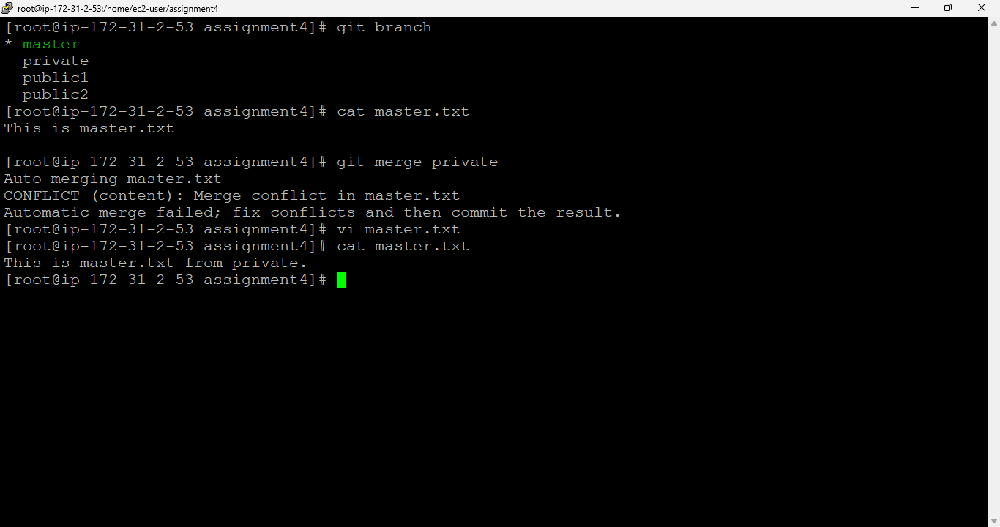 root@ip-172-31-2-53:/home/ec2-user/assignment4
[root@ip-172-31-2-53 assignment4]# git branch
* master
  private
  public1
  public2
[root@ip-172-31-2-53 assignment4]# cat master.txt
This is master.txt

[root@ip-172-31-2-53 assignment4]# git merge private
Auto-merging master.txt
CONFLICT (content): Merge conflict in master.txt
Automatic merge failed; fix conflicts and then commit the result.
[root@ip-172-31-2-53 assignment4]# vi master.txt
[root@ip-172-31-2-53 assignment4]# cat master.txt
This is master.txt from private.
[root@ip-172-31-2-53 assignment4]#